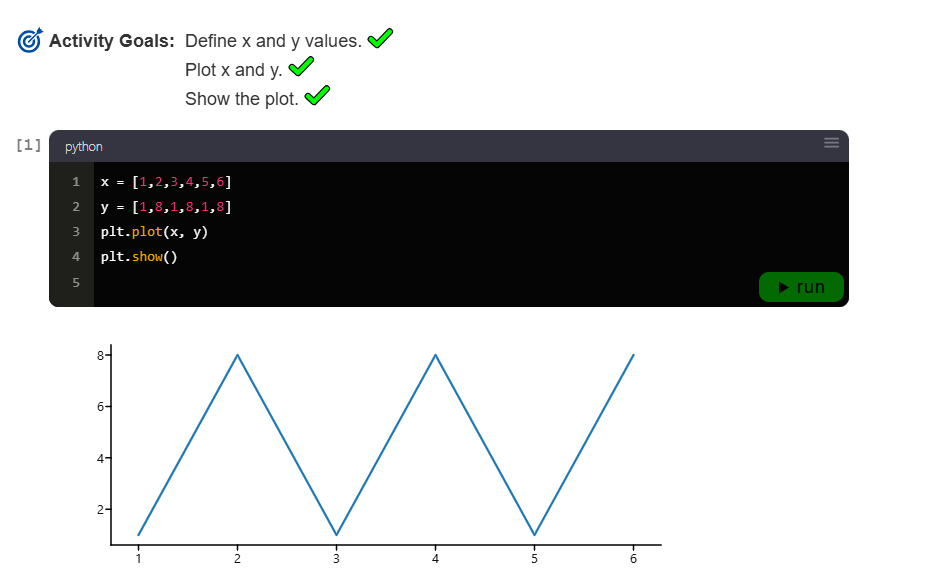 Activity Goals: Define x and y values.
Plot x and y.
Show the plot.
[1] python
1 x = [1,2,3,4,5,6]
2 y = [1,8,1,8,1,8]
3 plt.plot(x, y)
4 plt.show()
5
run
8
6
4
2
1 2 3 4 5 6